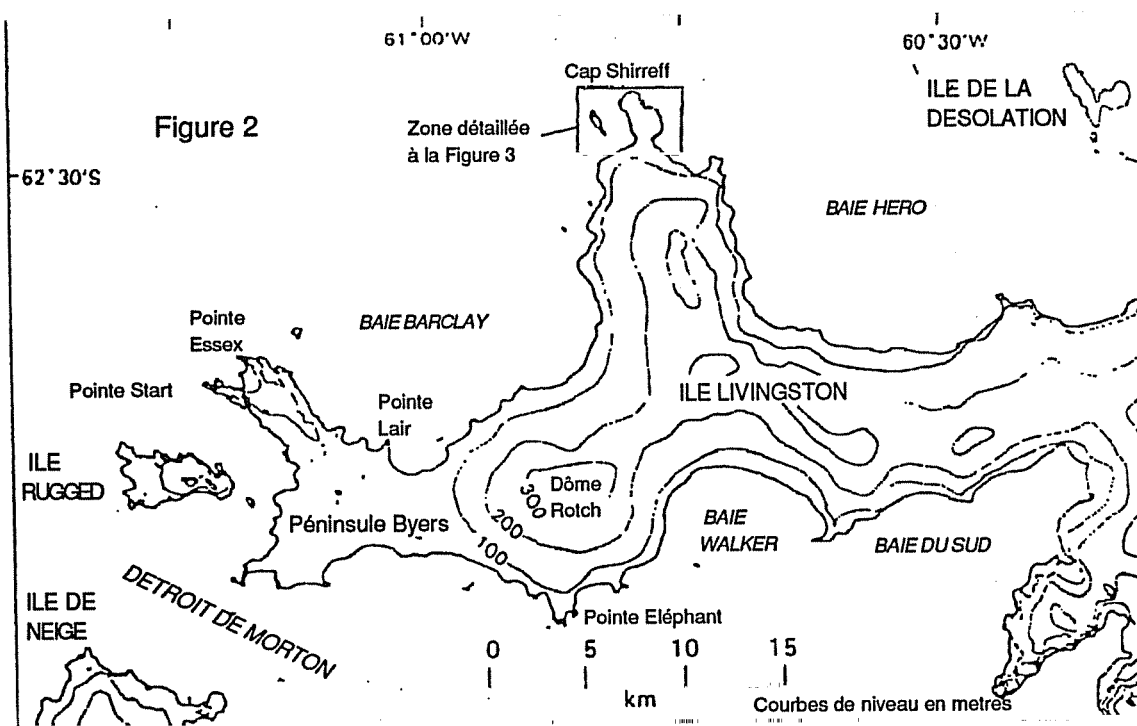 61°00'W
60°30'W
Cap Shirreff
ILE DE LA
DESOLATION
Figure 2
Zone détaillée
à la Figure 3
62°30'S
BAIE HERO
BAIE BARCLAY
Pointe
Essex
Pointe Start
Pointe
Lair
ILE LIVINGSTON
ILE
RUGGED
Dôme
Rotch
300
200
100
Péninsule Byers
BAIE
WALKER
BAIE DU SUD
DETROIT DE MORTON
ILE DE
NEIGE
Pointe Eléphant
0 5 10 15
km
Courbes de niveau en metres